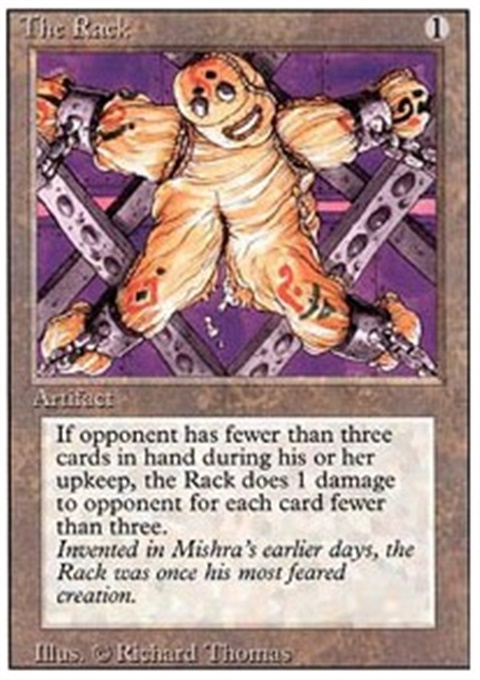 The Rack 1
Artifact
If opponent has fewer than three
cards in hand during his or her
upkeep, the Rack does 1 damage
to opponent for each card fewer
than three.
Invented in Mishra's earlier days, the
Rack was once his most feared
creation.
Illus. © Richard Thomas